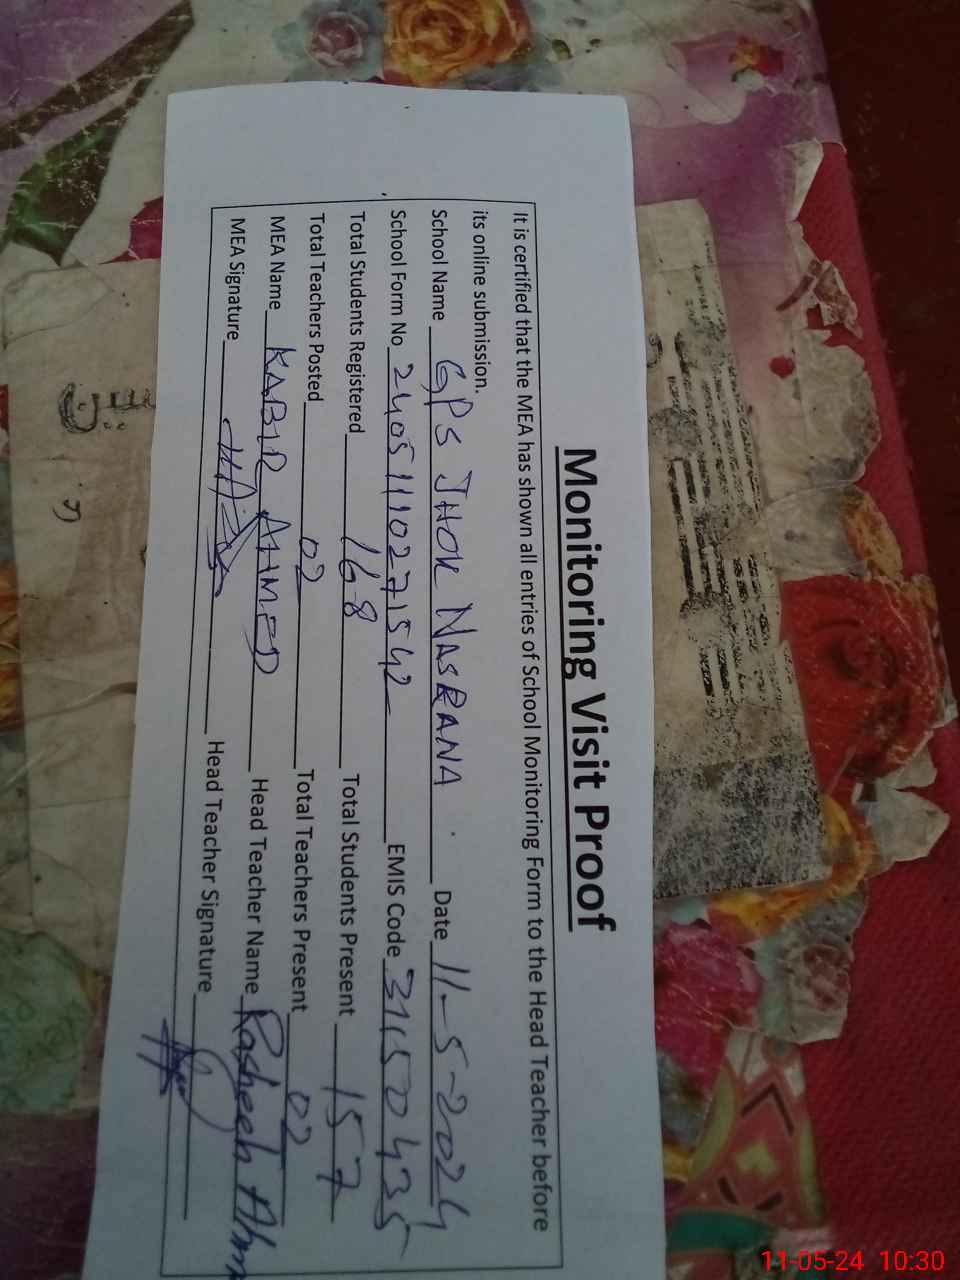 Monitoring Visit Proof
It is certified that the MEA has shown all entries of School Monitoring Form to the Head Teacher before
its online submission.
School Name GPS JHOK NASRANA Date 11-5-2024
School Form No 24051110271542 EMIS Code 31150435
Total Students Registered 168 Total Students Present 157
Total Teachers Posted 02 Total Teachers Present 02
MEA Name KABIR AHMED Head Teacher Name Rasheed Ahm
MEA Signature Head Teacher Signature
11-05-24 10:30